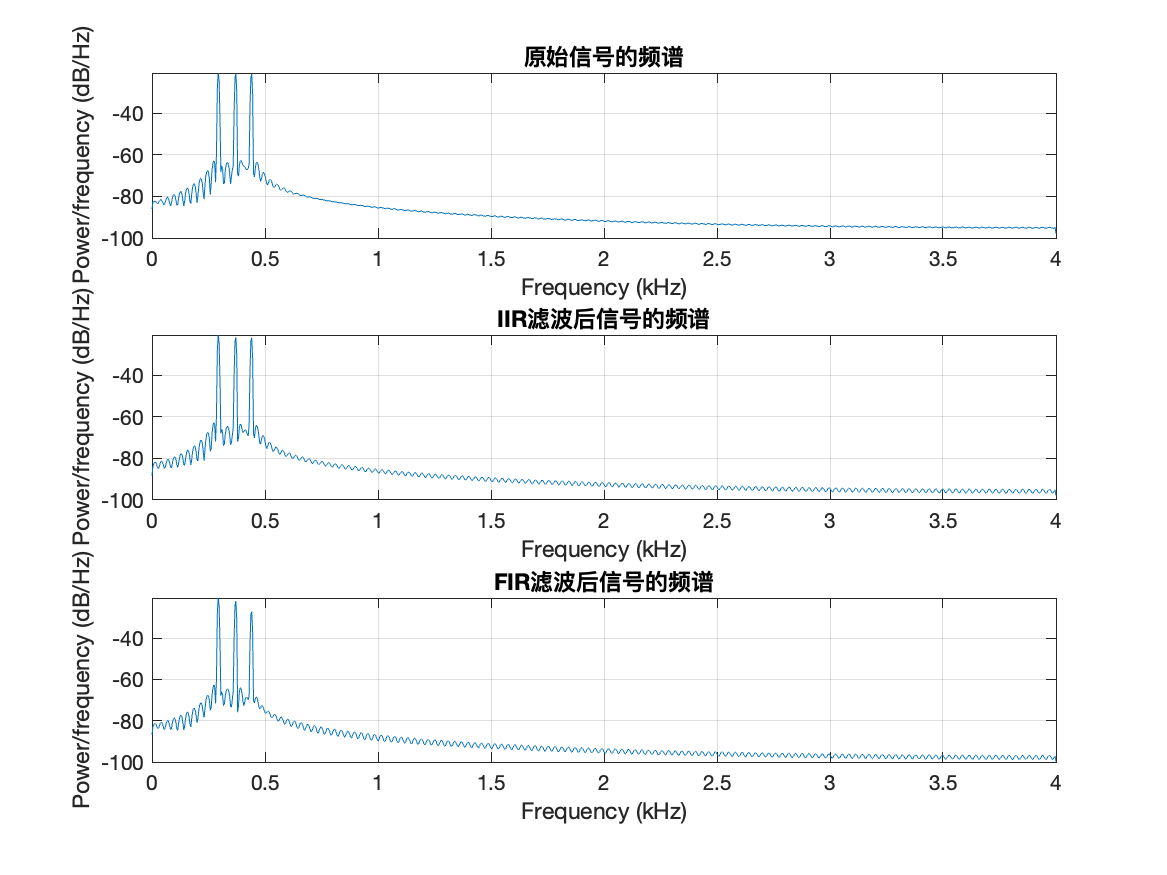 原始信号的频谱
Power/frequency (dB/Hz)
-40
-60
-80
-100
0 0.5 1 1.5 2 2.5 3 3.5 4
Frequency (kHz)
IIR滤波后信号的频谱
Power/frequency (dB/Hz)
-40
-60
-80
-100
0 0.5 1 1.5 2 2.5 3 3.5 4
Frequency (kHz)
FIR滤波后信号的频谱
Power/frequency (dB/Hz)
-40
-60
-80
-100
0 0.5 1 1.5 2 2.5 3 3.5 4
Frequency (kHz)